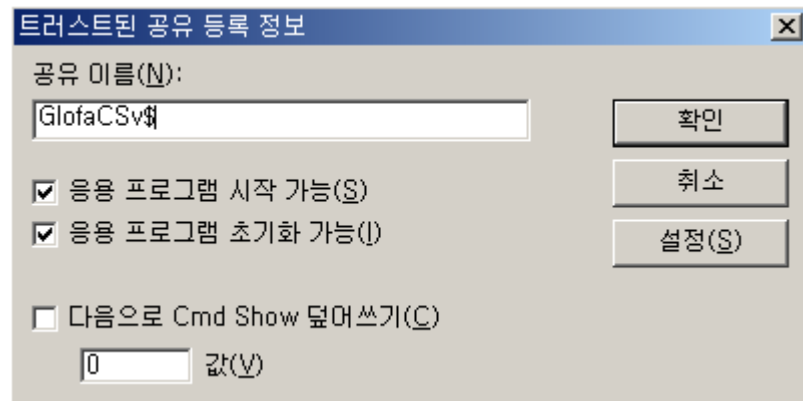 트러스트된 공유 등록 정보
공유 이름(N):
GlofaCSv$
확인
응용 프로그램 시작 가능(S)
취소
응용 프로그램 초기화 가능(I)
설정(S)
다음으로 Cmd Show 덮어쓰기(C)
0 값(V)